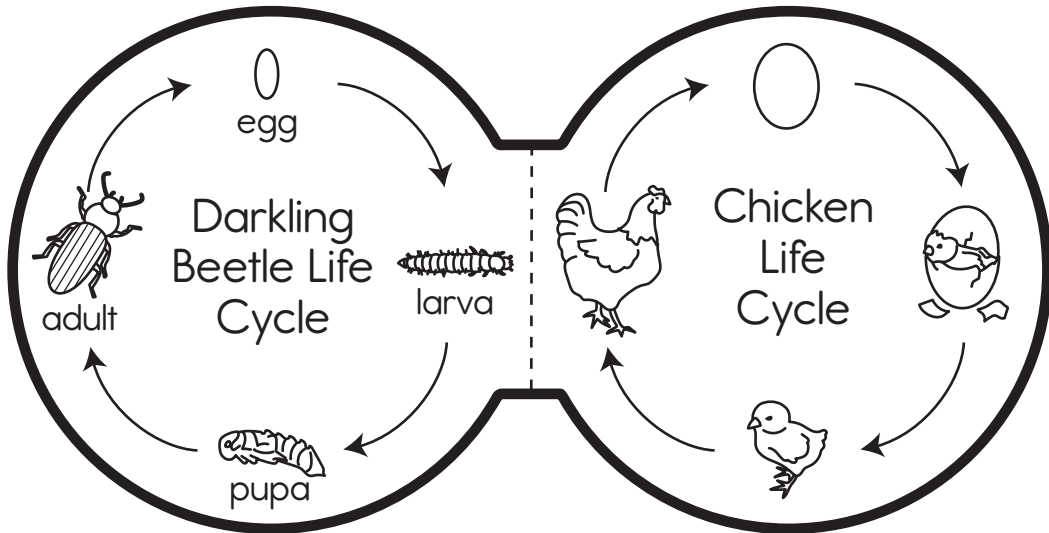 egg
Darkling
Beetle Life
Cycle
adult
larva
pupa
Chicken
Life
Cycle